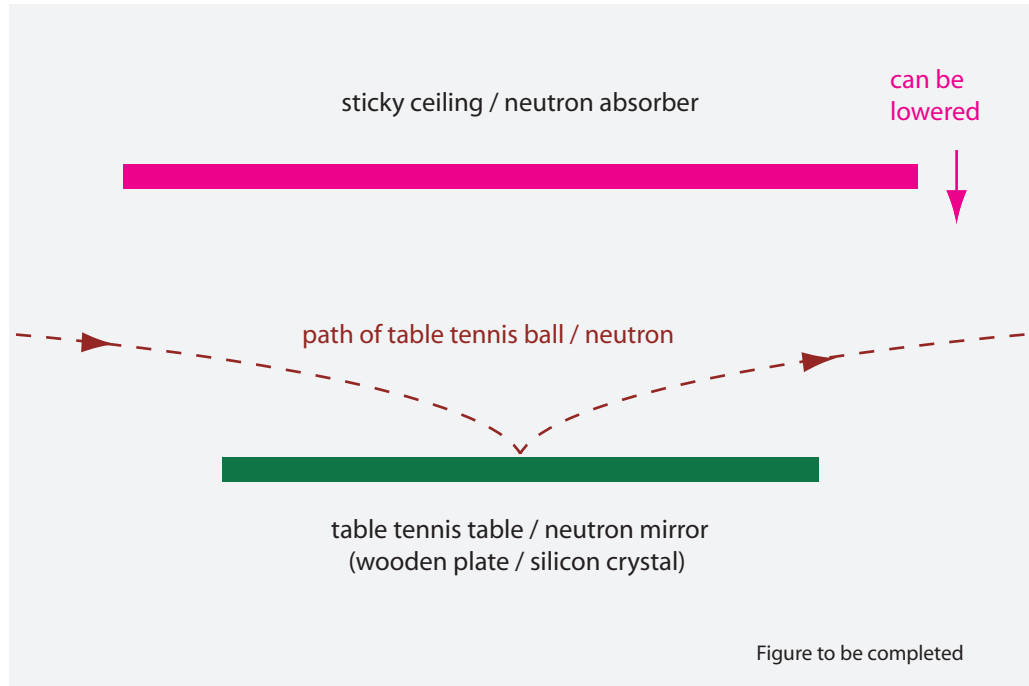 sticky ceiling / neutron absorber
can be
lowered
path of table tennis ball / neutron
table tennis table / neutron mirror
(wooden plate / silicon crystal)
Figure to be completed